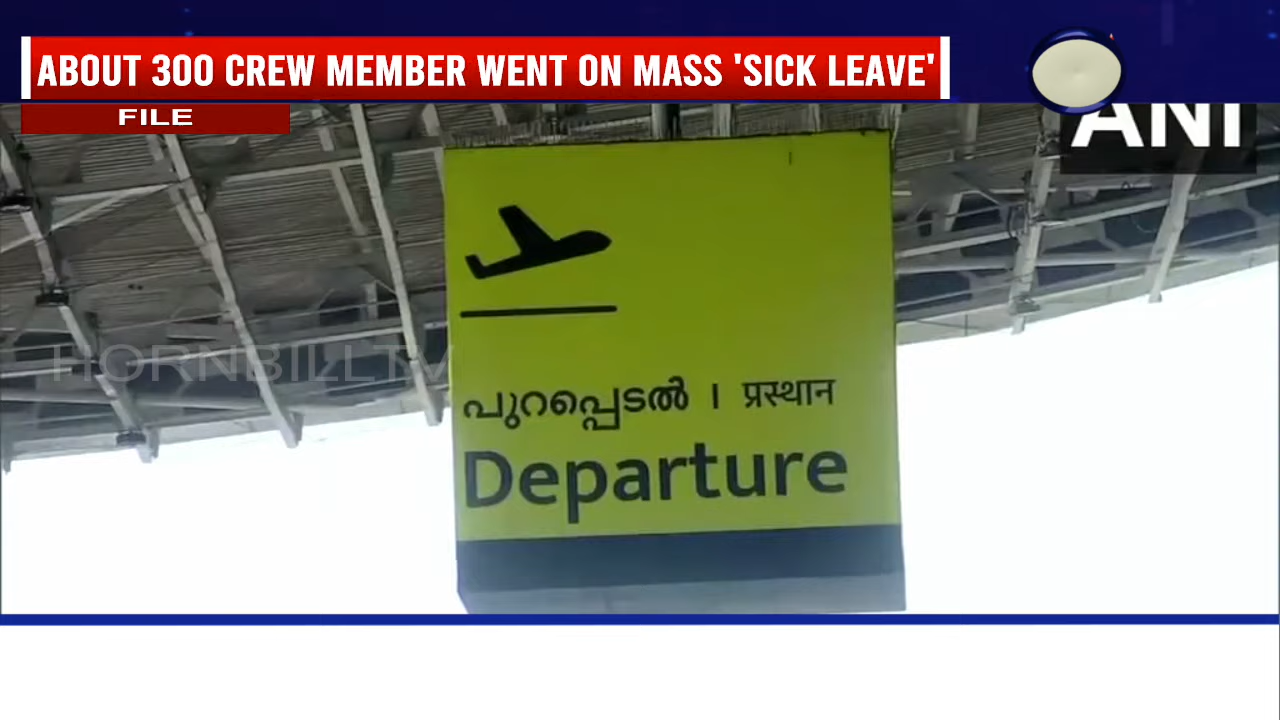 ABOUT 300 CREW MEMBER WENT ON MASS 'SICK LEAVE'
FILE
ANI
HORNBILLTV
പുറപ്പെടൽ | प्रस्थान
Departure